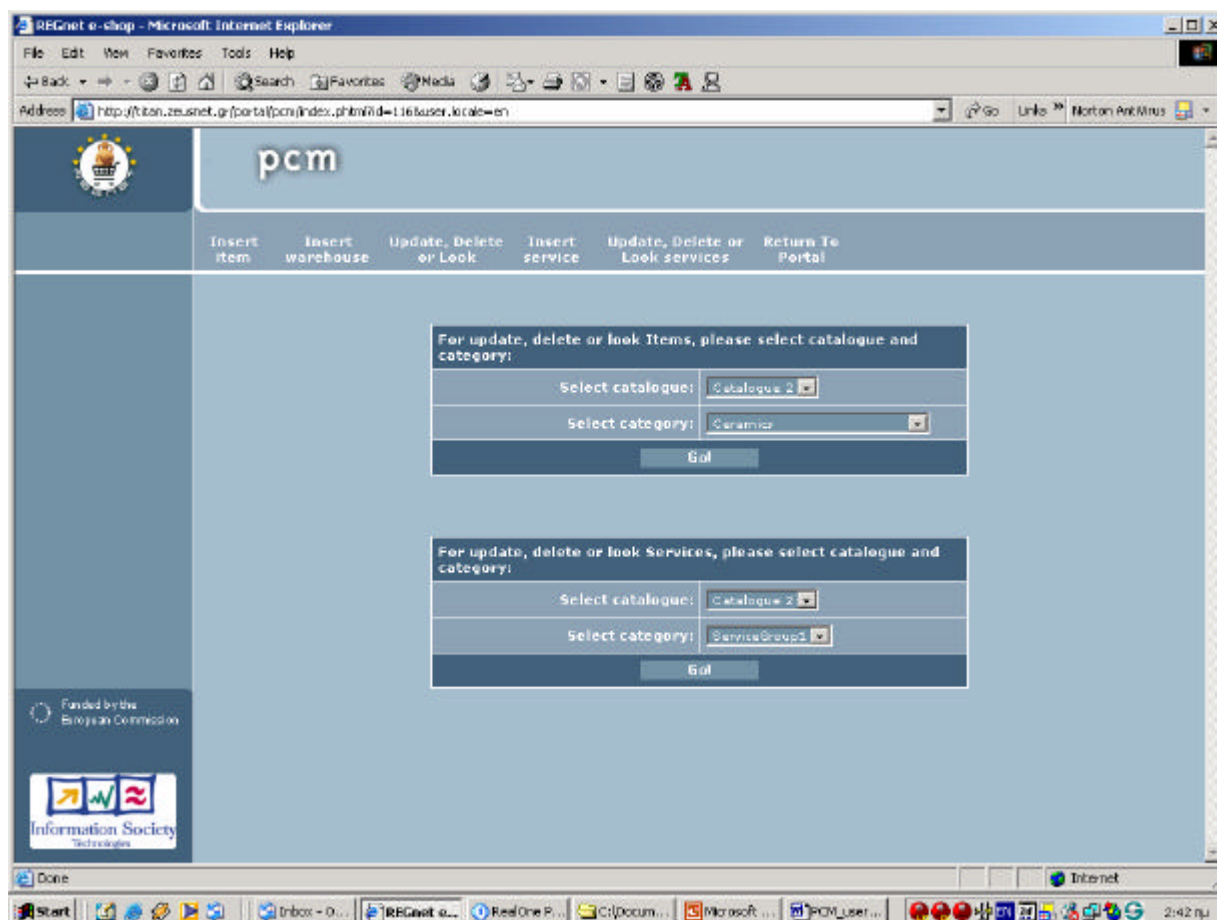 REGnet e-shop - Microsoft Internet Explorer
File Edit View Favorites Tools Help
Back Search Favorites Media
Address http://titan.zeusnet.gr/portal/pcm/index.phtml?id=116&user.locale=en Go Links Norton AntiVirus
pcm
Insert item
Insert warehouse
Update, Delete or Look
Insert service
Update, Delete or Look services
Return To Portal
For update, delete or look Items, please select catalogue and
category:
Select catalogue: Catalogue 2
Select category: Ceramics
Go!
For update, delete or look Services, please select catalogue and
category:
Select catalogue: Catalogue 2
Select category: ServiceGroup1
Go!
Funded by the
European Commission
Information Society
Technologies
Done Internet
Start Inbox - O... REGnet e... RealOne P... C:\Docum... Microsoft ... PCM_user... EN 2:42 πμ